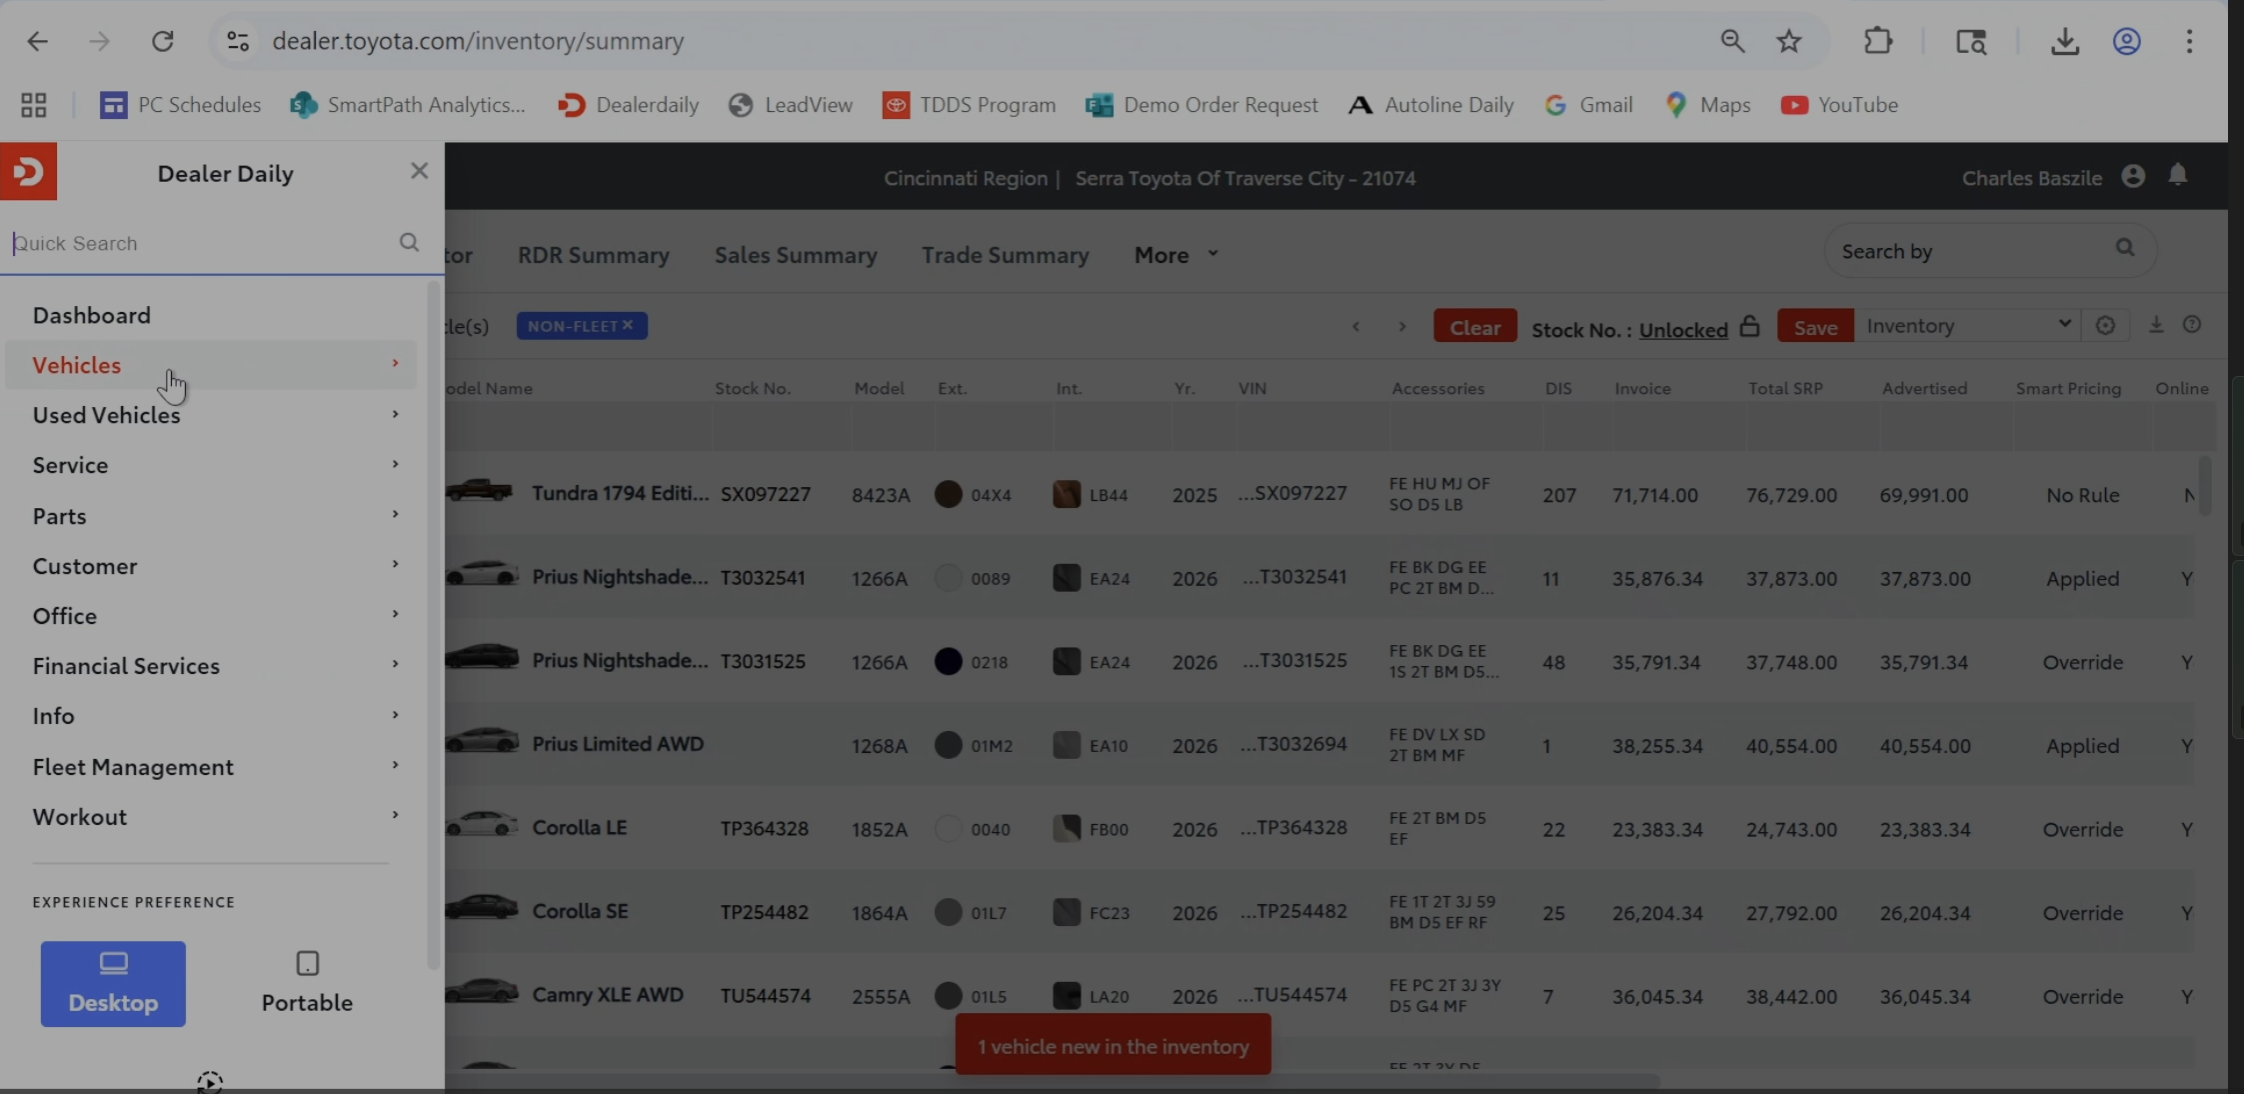 dealer.toyota.com/inventory/summary
PC Schedules SmartPath Analytics... Dealerdaily LeadView TDDS Program Demo Order Request Autoline Daily Gmail Maps YouTube
Dealer Daily
Cincinnati Region | Serra Toyota Of Traverse City - 21074 Charles Baszile
Quick Search
tor RDR Summary Sales Summary Trade Summary More Search by
Dashboard
Vehicles
Used Vehicles
Service
Parts
Customer
Office
Financial Services
Info
Fleet Management
Workout
EXPERIENCE PREFERENCE
Desktop Portable
cle(s) NON-FLEET × Clear Stock No. : Unlocked Save Inventory
odel Name Stock No. Model Ext. Int. Yr. VIN Accessories DIS Invoice Total SRP Advertised Smart Pricing Online
Tundra 1794 Editi... SX097227 8423A 04X4 LB44 2025 ...SX097227 FE HU MJ OF 207 71,714.00 76,729.00 69,991.00 No Rule N
SO D5 LB
Prius Nightshade... T3032541 1266A 0089 EA24 2026 ...T3032541 FE BK DG EE 11 35,876.34 37,873.00 37,873.00 Applied Y
PC 2T BM D...
Prius Nightshade... T3031525 1266A 0218 EA24 2026 ...T3031525 FE BK DG EE 48 35,791.34 37,748.00 35,791.34 Override Y
1S 2T BM D5...
Prius Limited AWD 1268A 01M2 EA10 2026 ...T3032694 FE DV LX SD 1 38,255.34 40,554.00 40,554.00 Applied Y
2T BM MF
Corolla LE TP364328 1852A 0040 FB00 2026 ...TP364328 FE 2T BM D5 22 23,383.34 24,743.00 23,383.34 Override Y
EF
Corolla SE TP254482 1864A 01L7 FC23 2026 ...TP254482 FE 1T 2T 3J 59 25 26,204.34 27,792.00 26,204.34 Override Y
BM D5 EF RF
Camry XLE AWD TU544574 2555A 01L5 LA20 2026 ...TU544574 FE PC 2T 3J 3Y 7 36,045.34 38,442.00 36,045.34 Override Y
D5 G4 MF
1 vehicle new in the inventory